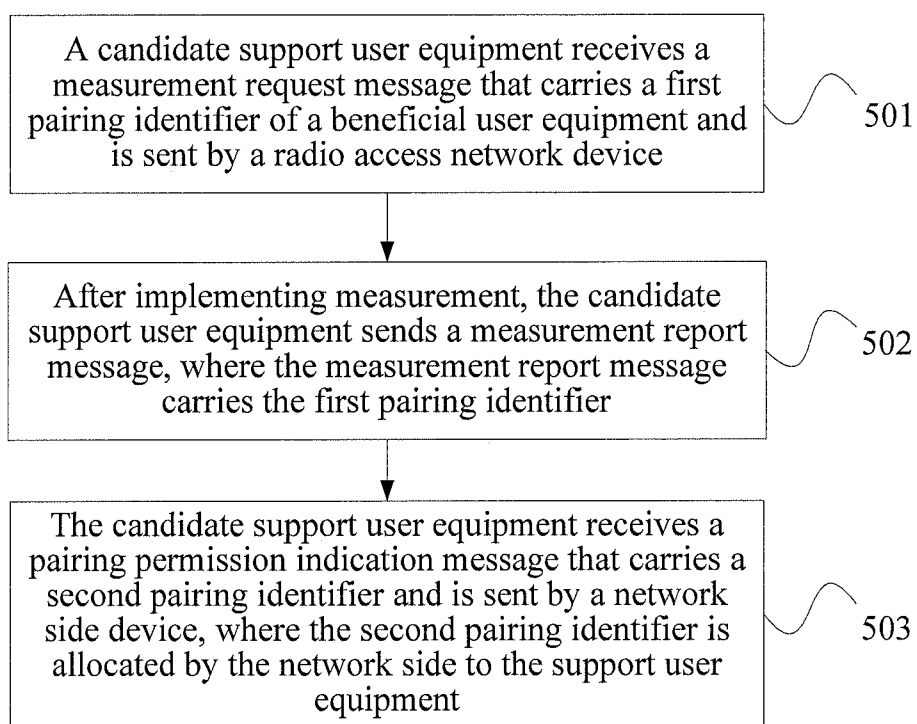 A candidate support user equipment receives a
measurement request message that carries a first
pairing identifier of a beneficial user equipment and
is sent by a radio access network device
501
After implementing measurement, the candidate
support user equipment sends a measurement report
message, where the measurement report message
carries the first pairing identifier
502
The candidate support user equipment receives a
pairing permission indication message that carries a
second pairing identifier and is sent by a network
side device, where the second pairing identifier is
allocated by the network side to the support user
equipment
503